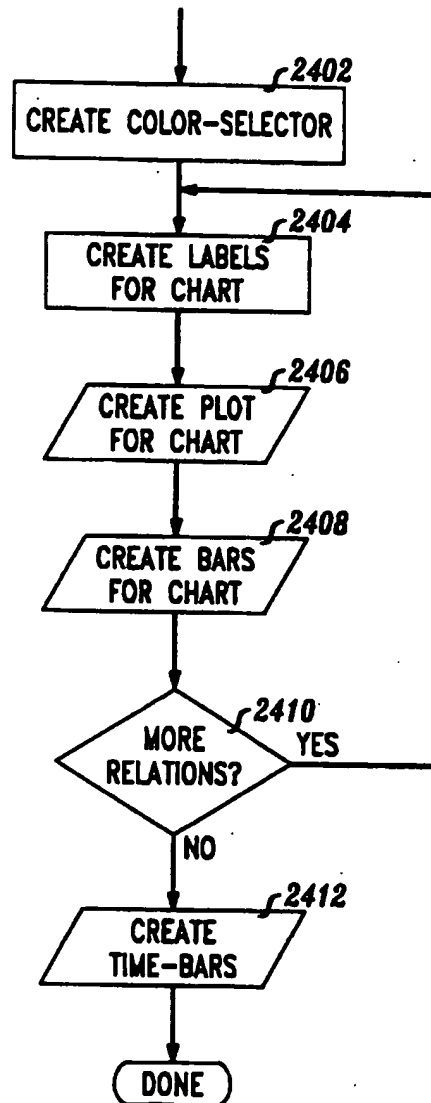 2402
CREATE COLOR-SELECTOR
2404
CREATE LABELS
FOR CHART
2406
CREATE PLOT
FOR CHART
2408
CREATE BARS
FOR CHART
2410
MORE
RELATIONS?
YES
NO
2412
CREATE
TIME-BARS
DONE